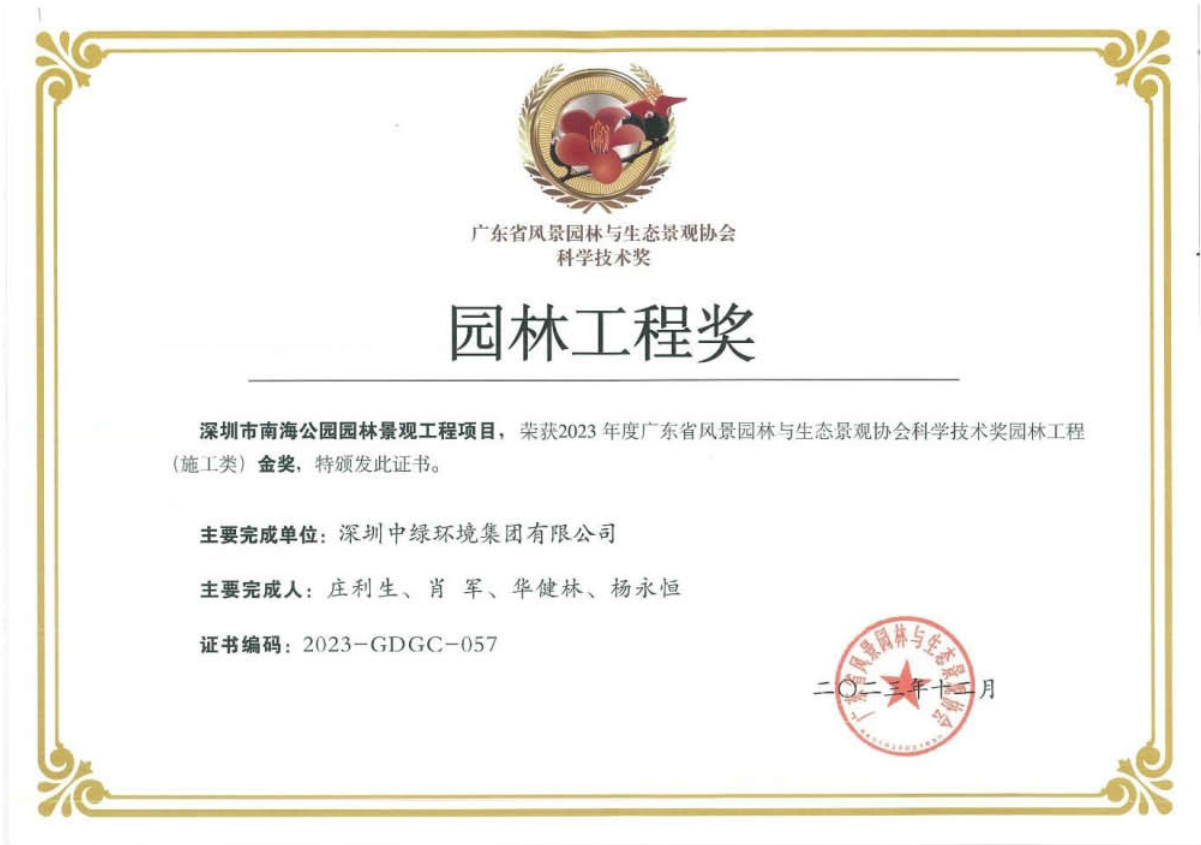 广东省风景园林与生态景观协会
科学技术奖
园林工程奖
深圳市南海公园园林景观工程项目，荣获2023 年度广东省风景园林与生态景观协会科学技术奖园林工程
（施工类）金奖，特颁发此证书。
主要完成单位：深圳中绿环境集团有限公司
主要完成人：庄利生、肖 军、华健林、杨永恒
证书编码：2023-GDGC-057
广东省风景园林与生态景观协会
二〇二三年十二月